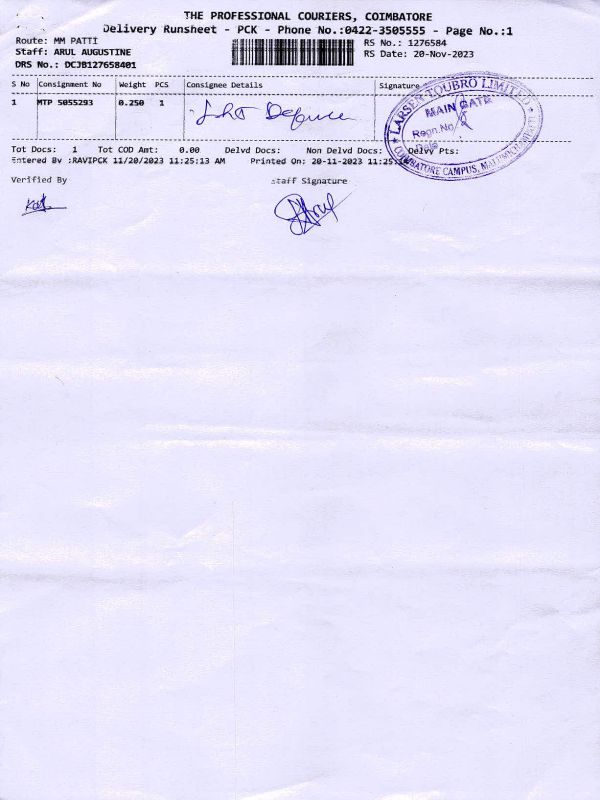 THE PROFESSIONAL COURIERS, COIMBATORE
Delivery Runsheet - PCK - Phone No.:0422-3505555 - Page No.:1
Route: MM PATTI
RS No.: 1276584
Staff: ARUL AUGUSTINE
RS Date: 20-Nov-2023
DRS No.: DCJB127658401
S No Consignment No Weight PCS Consignee Details Signature
1 MTP 5055293 0.250 1 L&T Defence
LARSEN & TOUBRO LIMITED
MAIN GATE
Regn.No
Date
COIMBATORE CAMPUS,
Tot Docs: 1 Tot COD Amt: 0.00 Delvd Docs: Non Delvd Docs: Delvy Pts:
Entered By :RAVIPCK 11/20/2023 11:25:13 AM Printed On: 20-11-2023 11:25:
Verified By
Staff Signature